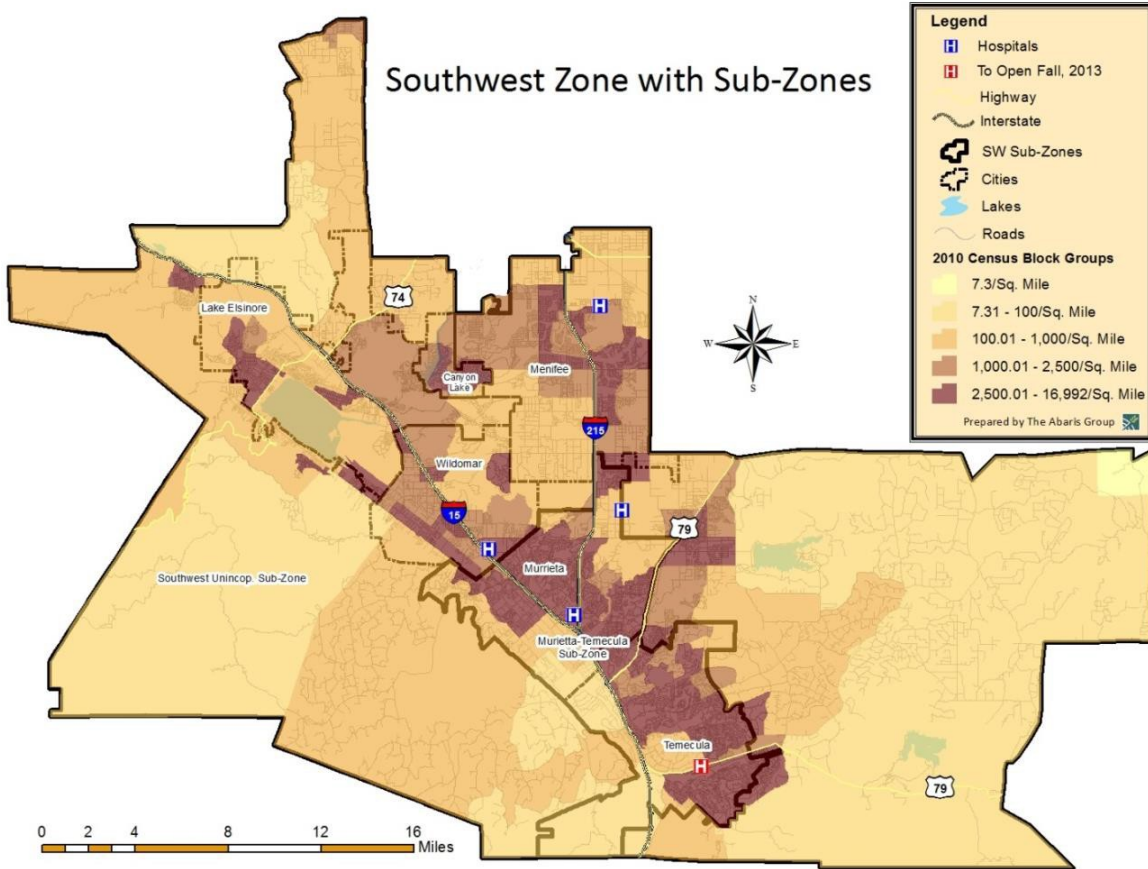 Southwest Zone with Sub-Zones
Legend
H Hospitals
H To Open Fall, 2013
Highway
Interstate
SW Sub-Zones
Cities
Lakes
Roads
2010 Census Block Groups
7.3/Sq. Mile
7.31 - 100/Sq. Mile
100.01 - 1,000/Sq. Mile
1,000.01 - 2,500/Sq. Mile
2,500.01 - 16,992/Sq. Mile
Prepared by The Abaris Group
N
W E
S
74
Lake Elsinore
H
Canyon
Lake
Menifee
215
Wildomar
15
H
79
H
Murrieta
Southwest Unincop. Sub-Zone
H
Murietta-Temecula
Sub-Zone
Temecula
H
79
0 2 4 8 12 16
Miles